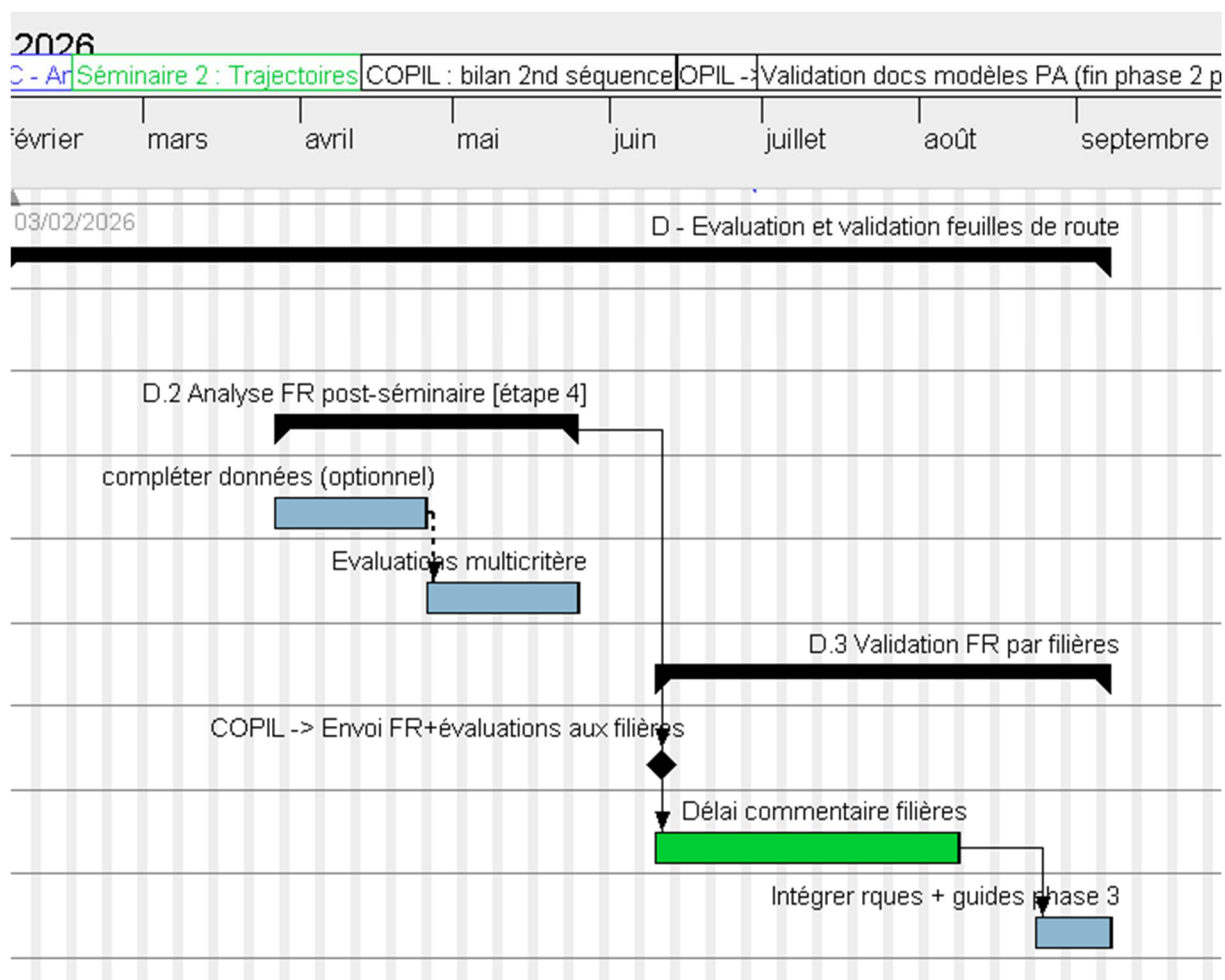 2026
C - Ar Séminaire 2 : Trajectoires COPIL : bilan 2nd séquence OPIL -> Validation docs modèles PA (fin phase 2 p
février mars avril mai juin juillet août septembre
03/02/2026
D - Evaluation et validation feuilles de route
D.2 Analyse FR post-séminaire [étape 4]
compléter données (optionnel)
Evaluations multicritère
D.3 Validation FR par filières
COPIL -> Envoi FR+évaluations aux filières
Délai commentaire filières
Intégrer rques + guides phase 3